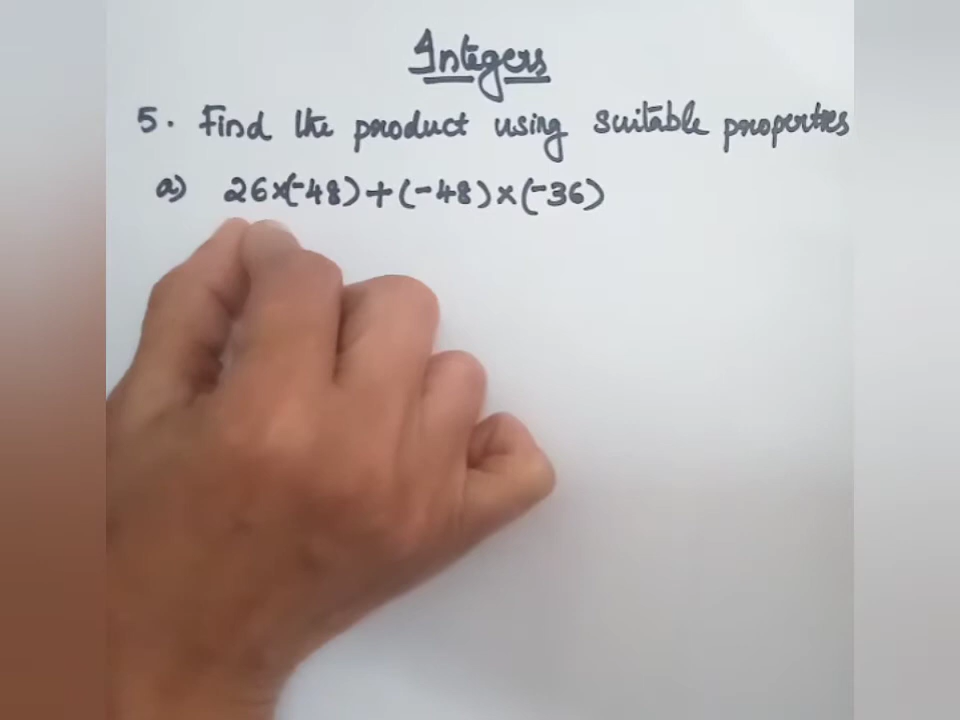 Integers
5. Find the product using suitable properties
a) 26×(-48)+(-48)×(-36)